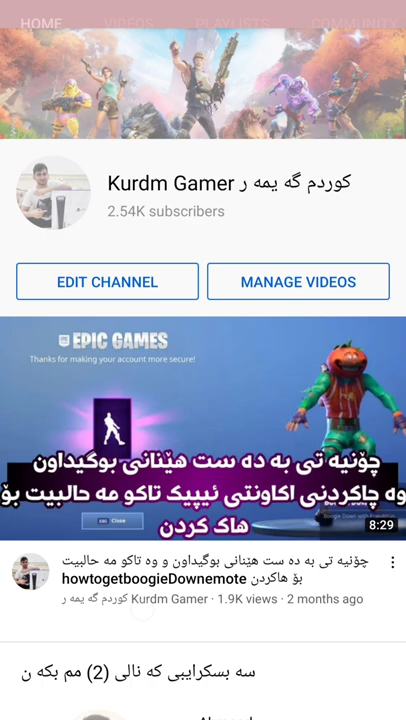 HOME VIDEOS PLAYLISTS COMMUNITY
Kurdm Gamer كوردم گه یمه ر
2.54K subscribers
EDIT CHANNEL
MANAGE VIDEOS
EPIC GAMES
Thanks for making your account more secure!
چۆنیه تی به ده ست هێنانی بوگیداون
وه چاکردنی اکاونتی ئیپیک تاکو مه حالبیت بۆ
هاک کردن
Close
8:29
چۆنیه تی به ده ست هێنانی بوگیداون و وه تاکو مه حالبیت
بۆ هاکردن howtogetboogieDownemote
كوردم گه یمه ر Kurdm Gamer · 1.9K views · 2 months ago
سه بسکرایبی که نالی (2) مم بکه ن